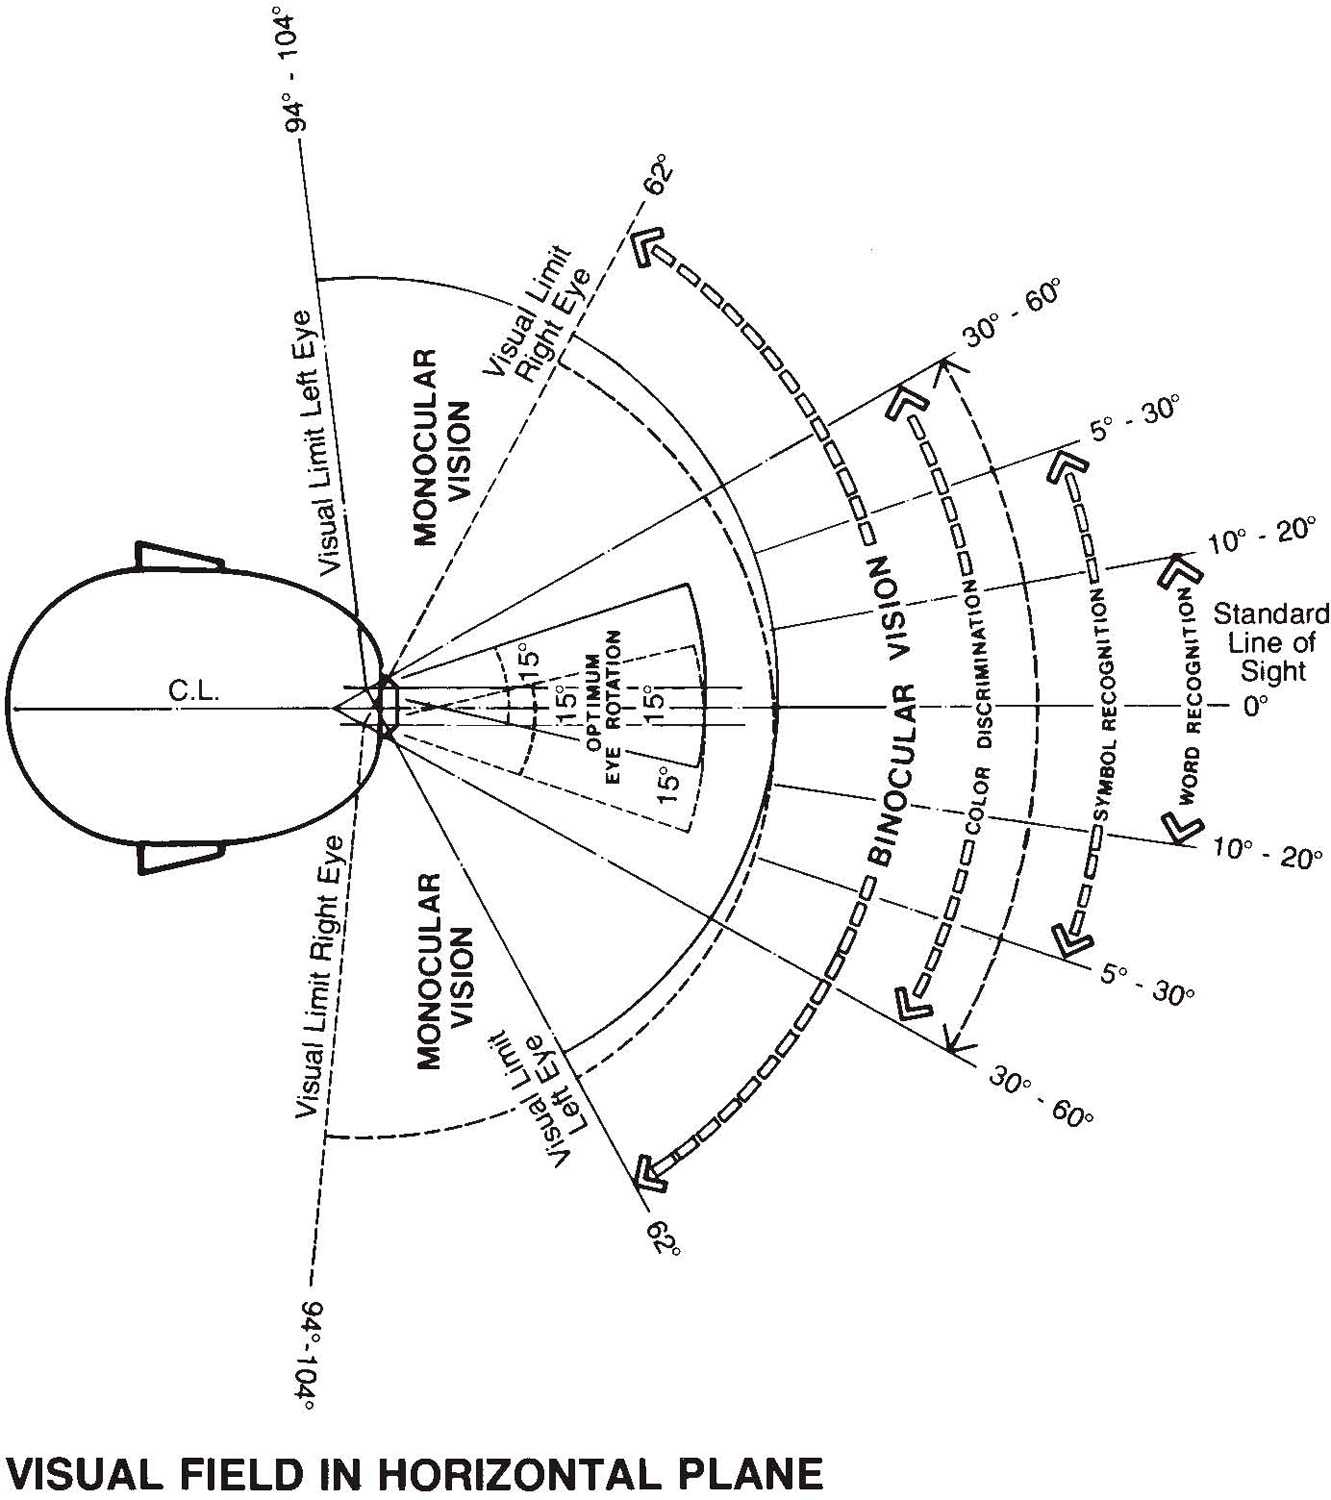 94° - 104°
62°
Visual Limit
Right Eye
30° - 60°
Visual Limit Left Eye
MONOCULAR
VISION
5° - 30°
10° - 20°
Standard
Line of
Sight
C.L.
15°
15°
OPTIMUM
EYE ROTATION
15°
15°
BINOCULAR VISION
COLOR DISCRIMINATION
SYMBOL RECOGNITION
WORD RECOGNITION
0°
10° - 20°
5° - 30°
Visual Limit Right Eye
MONOCULAR
VISION
Visual Limit
Left Eye
30° - 60°
62°
94°-104°
VISUAL FIELD IN HORIZONTAL PLANE